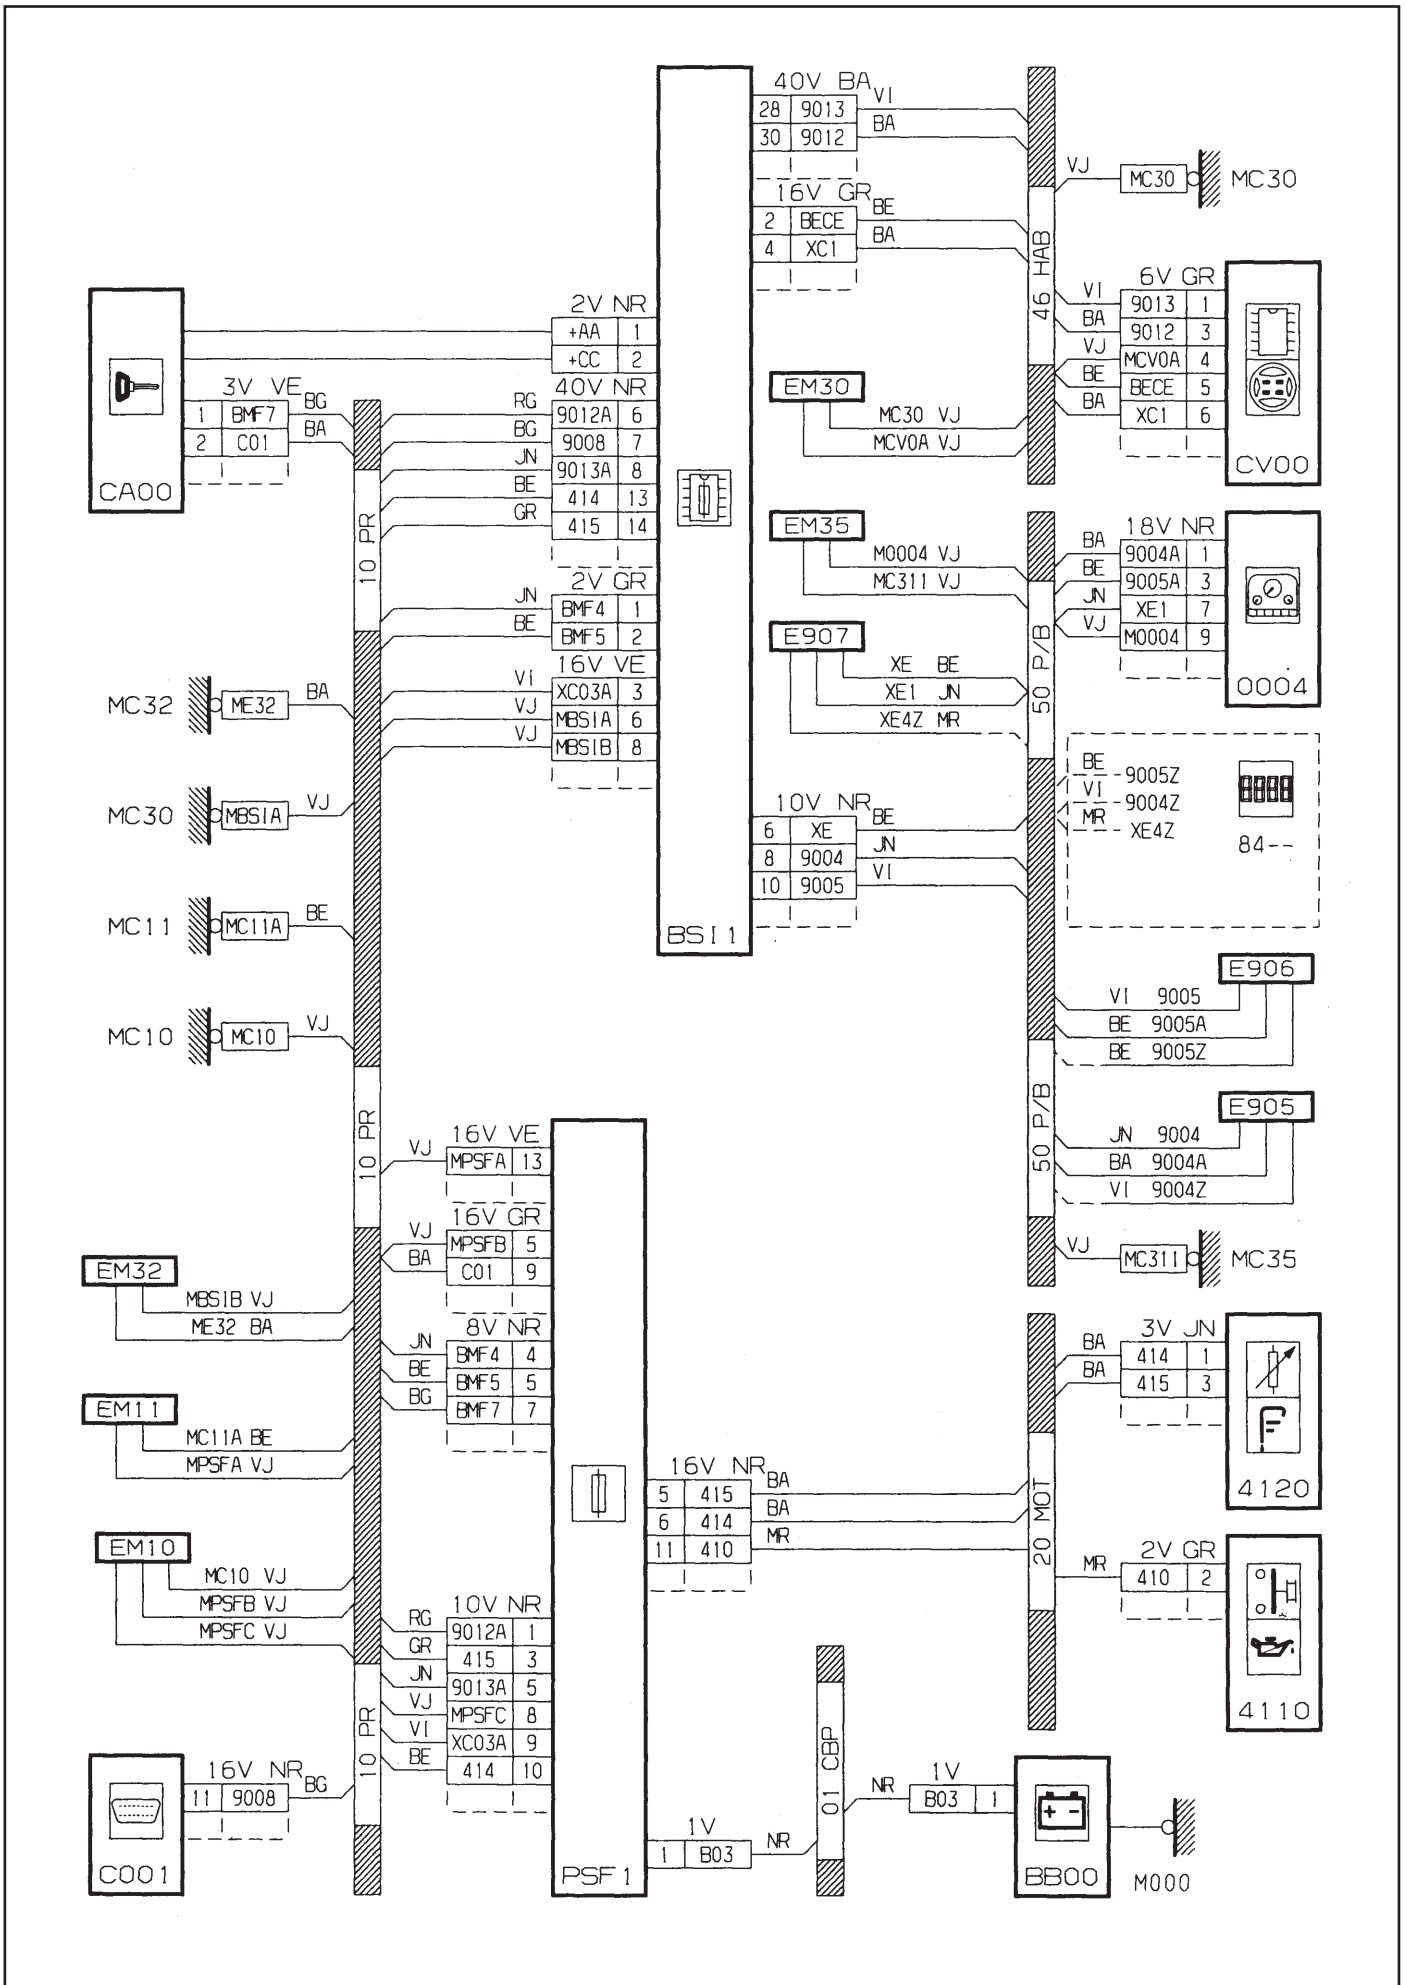 40V BA
28 9013 VI
30 9012 BA
16V GR
2 BECE BE
4 XC1 BA
BSI1
10V NR
6 XE BE
8 9004 JN
10 9005 VI
2V NR
+AA 1
+CC 2
40V NR
RG 9012A 6
BG 9008 7
JN 9013A 8
BE 414 13
GR 415 14
2V GR
JN BMF4 1
BE BMF5 2
16V VE
VI XC03A 3
VJ MBSIA 6
VJ MBSIB 8
CA00
3V VE
1 BMF7 BG
2 C01 BA
10 PR
MC32 ME32 BA
MC30 MBSIA VJ
MC11 MC11A BE
MC10 MC10 VJ
10 PR
EM32
MBSIB VJ
ME32 BA
EM11
MC11A BE
MPSFA VJ
EM10
MC10 VJ
MPSFB VJ
MPSFC VJ
10 PR
C001
16V NR
11 9008 BG
16V VE
VJ MPSFA 13
16V GR
VJ MPSFB 5
BA C01 9
8V NR
JN BMF4 4
BE BMF5 5
BG BMF7 7
10V NR
RG 9012A 1
GR 415 3
JN 9013A 5
VJ MPSFC 8
VI XC03A 9
BE 414 10
PSF1
16V NR
5 415 BA
6 414 BA
11 410 MR
1V
1 B03 NR
01 CBP
1V
NR B03 1
BB00
M000
46 HAB
VJ MC30 MC30
6V GR
VI 9013 1
BA 9012 3
VJ MCV0A 4
BE BECE 5
BA XC1 6
CV00
EM30
MC30 VJ
MCV0A VJ
EM35
M0004 VJ
MC311 VJ
E907
XE BE
XE1 JN
XE4Z MR
50 P/B
18V NR
BA 9004A 1
BE 9005A 3
JN XE1 7
VJ M0004 9
0004
BE 9005Z
VI 9004Z
MR XE4Z
84--
E906
VI 9005
BE 9005A
BE 9005Z
50 P/B
E905
JN 9004
BA 9004A
VI 9004Z
VJ MC311 MC35
20 MOT
3V JN
BA 414 1
BA 415 3
4120
2V GR
MR 410 2
4110